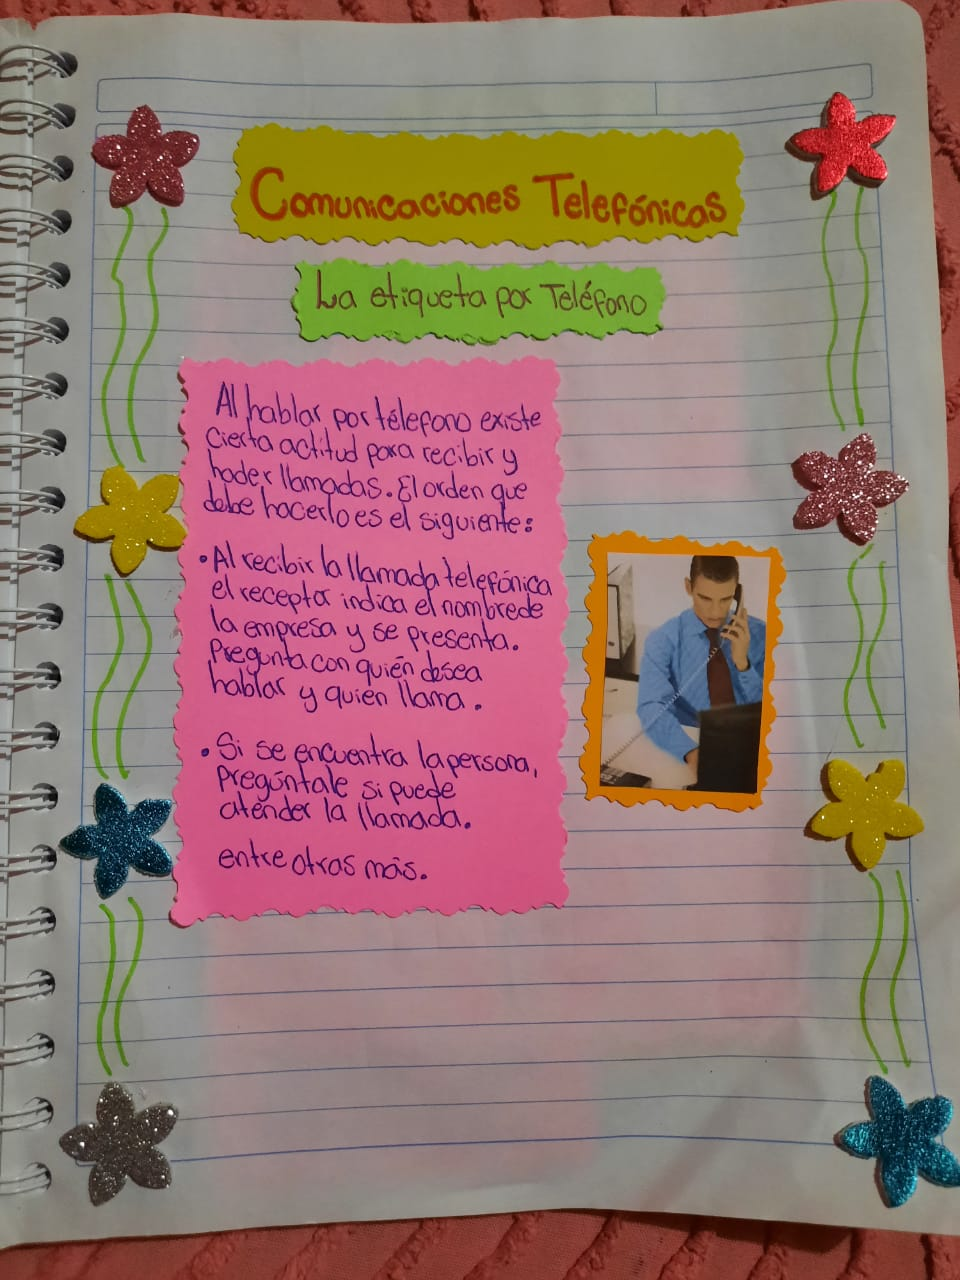 Comunicaciones Telefónicas
La etiqueta por Teléfono
Al hablar por télefono existe
cierta actitud para recibir y
hacer llamadas. El orden que
debe hacerlo es el siguiente:
• Al recibir la llamada telefónica
el receptor indica el nombre de
la empresa y se presenta.
Pregunta con quién desea
hablar y quién llama.
• Si se encuentra la persona,
Pregúntale si puede
atender la llamada.
entre otras más.